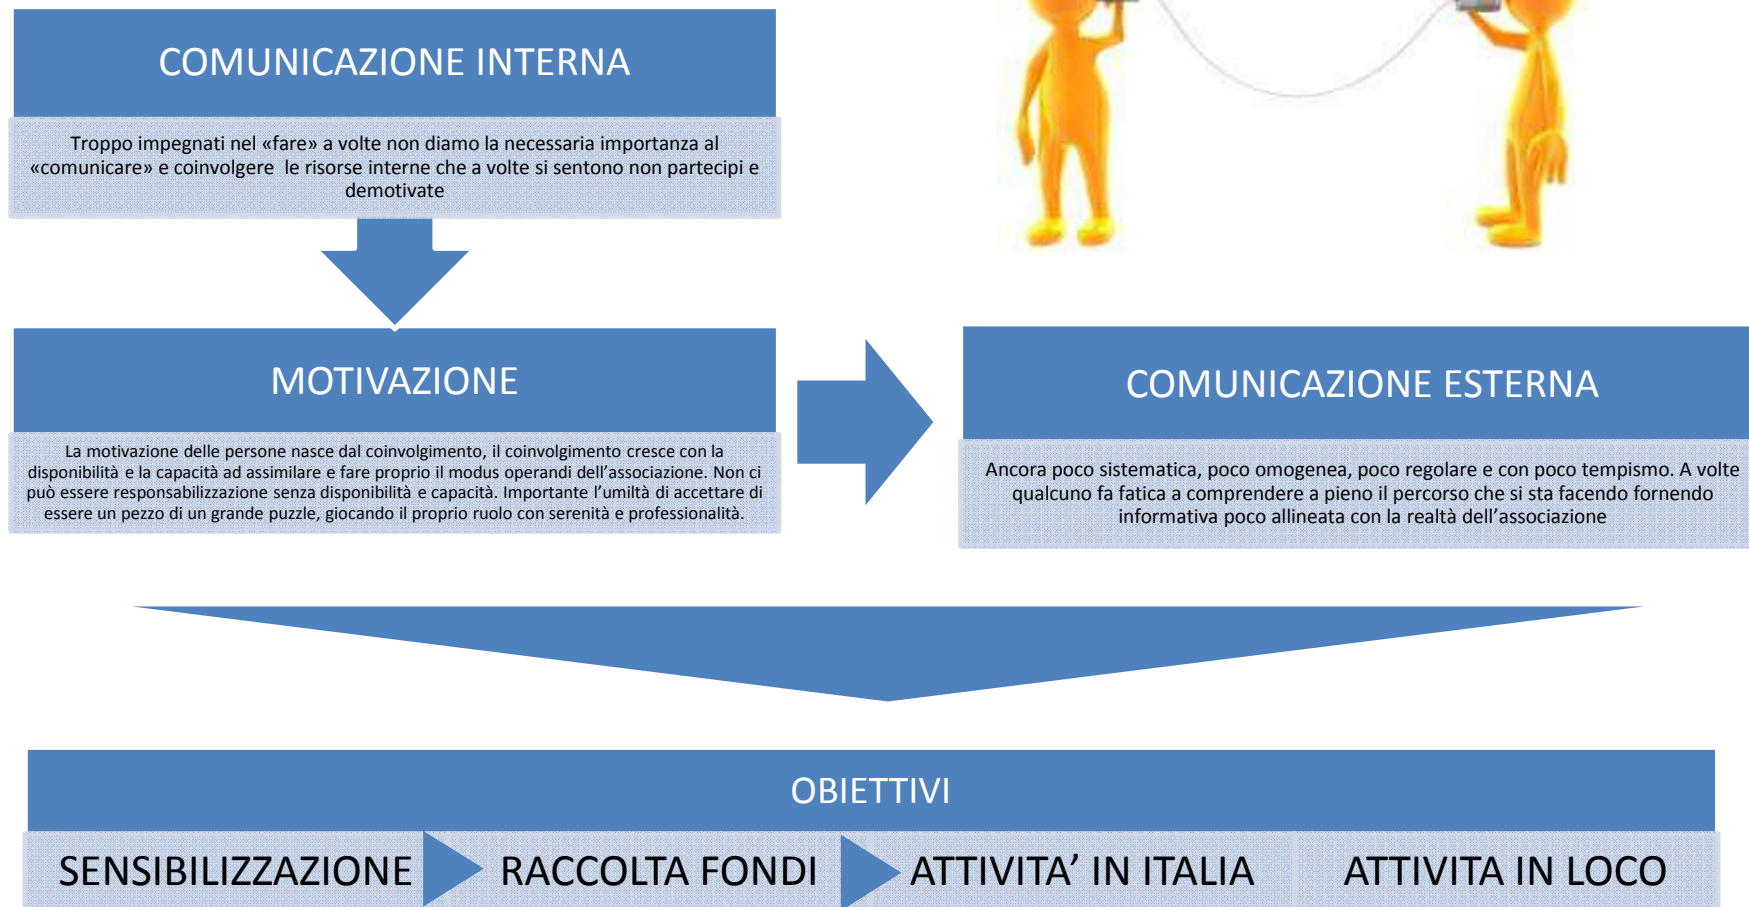 COMUNICAZIONE INTERNA
Troppo impegnati nel «fare» a volte non diamo la necessaria importanza al
«comunicare» e coinvolgere le risorse interne che a volte si sentono non partecipi e
demotivate
MOTIVAZIONE
La motivazione delle persone nasce dal coinvolgimento, il coinvolgimento cresce con la
disponibilità e la capacità ad assimilare e fare proprio il modus operandi dell’associazione. Non ci
può essere responsabilizzazione senza disponibilità e capacità. Importante l’umiltà di accettare di
essere un pezzo di un grande puzzle, giocando il proprio ruolo con serenità e professionalità.
COMUNICAZIONE ESTERNA
Ancora poco sistematica, poco omogenea, poco regolare e con poco tempismo. A volte
qualcuno fa fatica a comprendere a pieno il percorso che si sta facendo fornendo
informativa poco allineata con la realtà dell’associazione
OBIETTIVI
SENSIBILIZZAZIONE RACCOLTA FONDI ATTIVITA’ IN ITALIA ATTIVITA IN LOCO